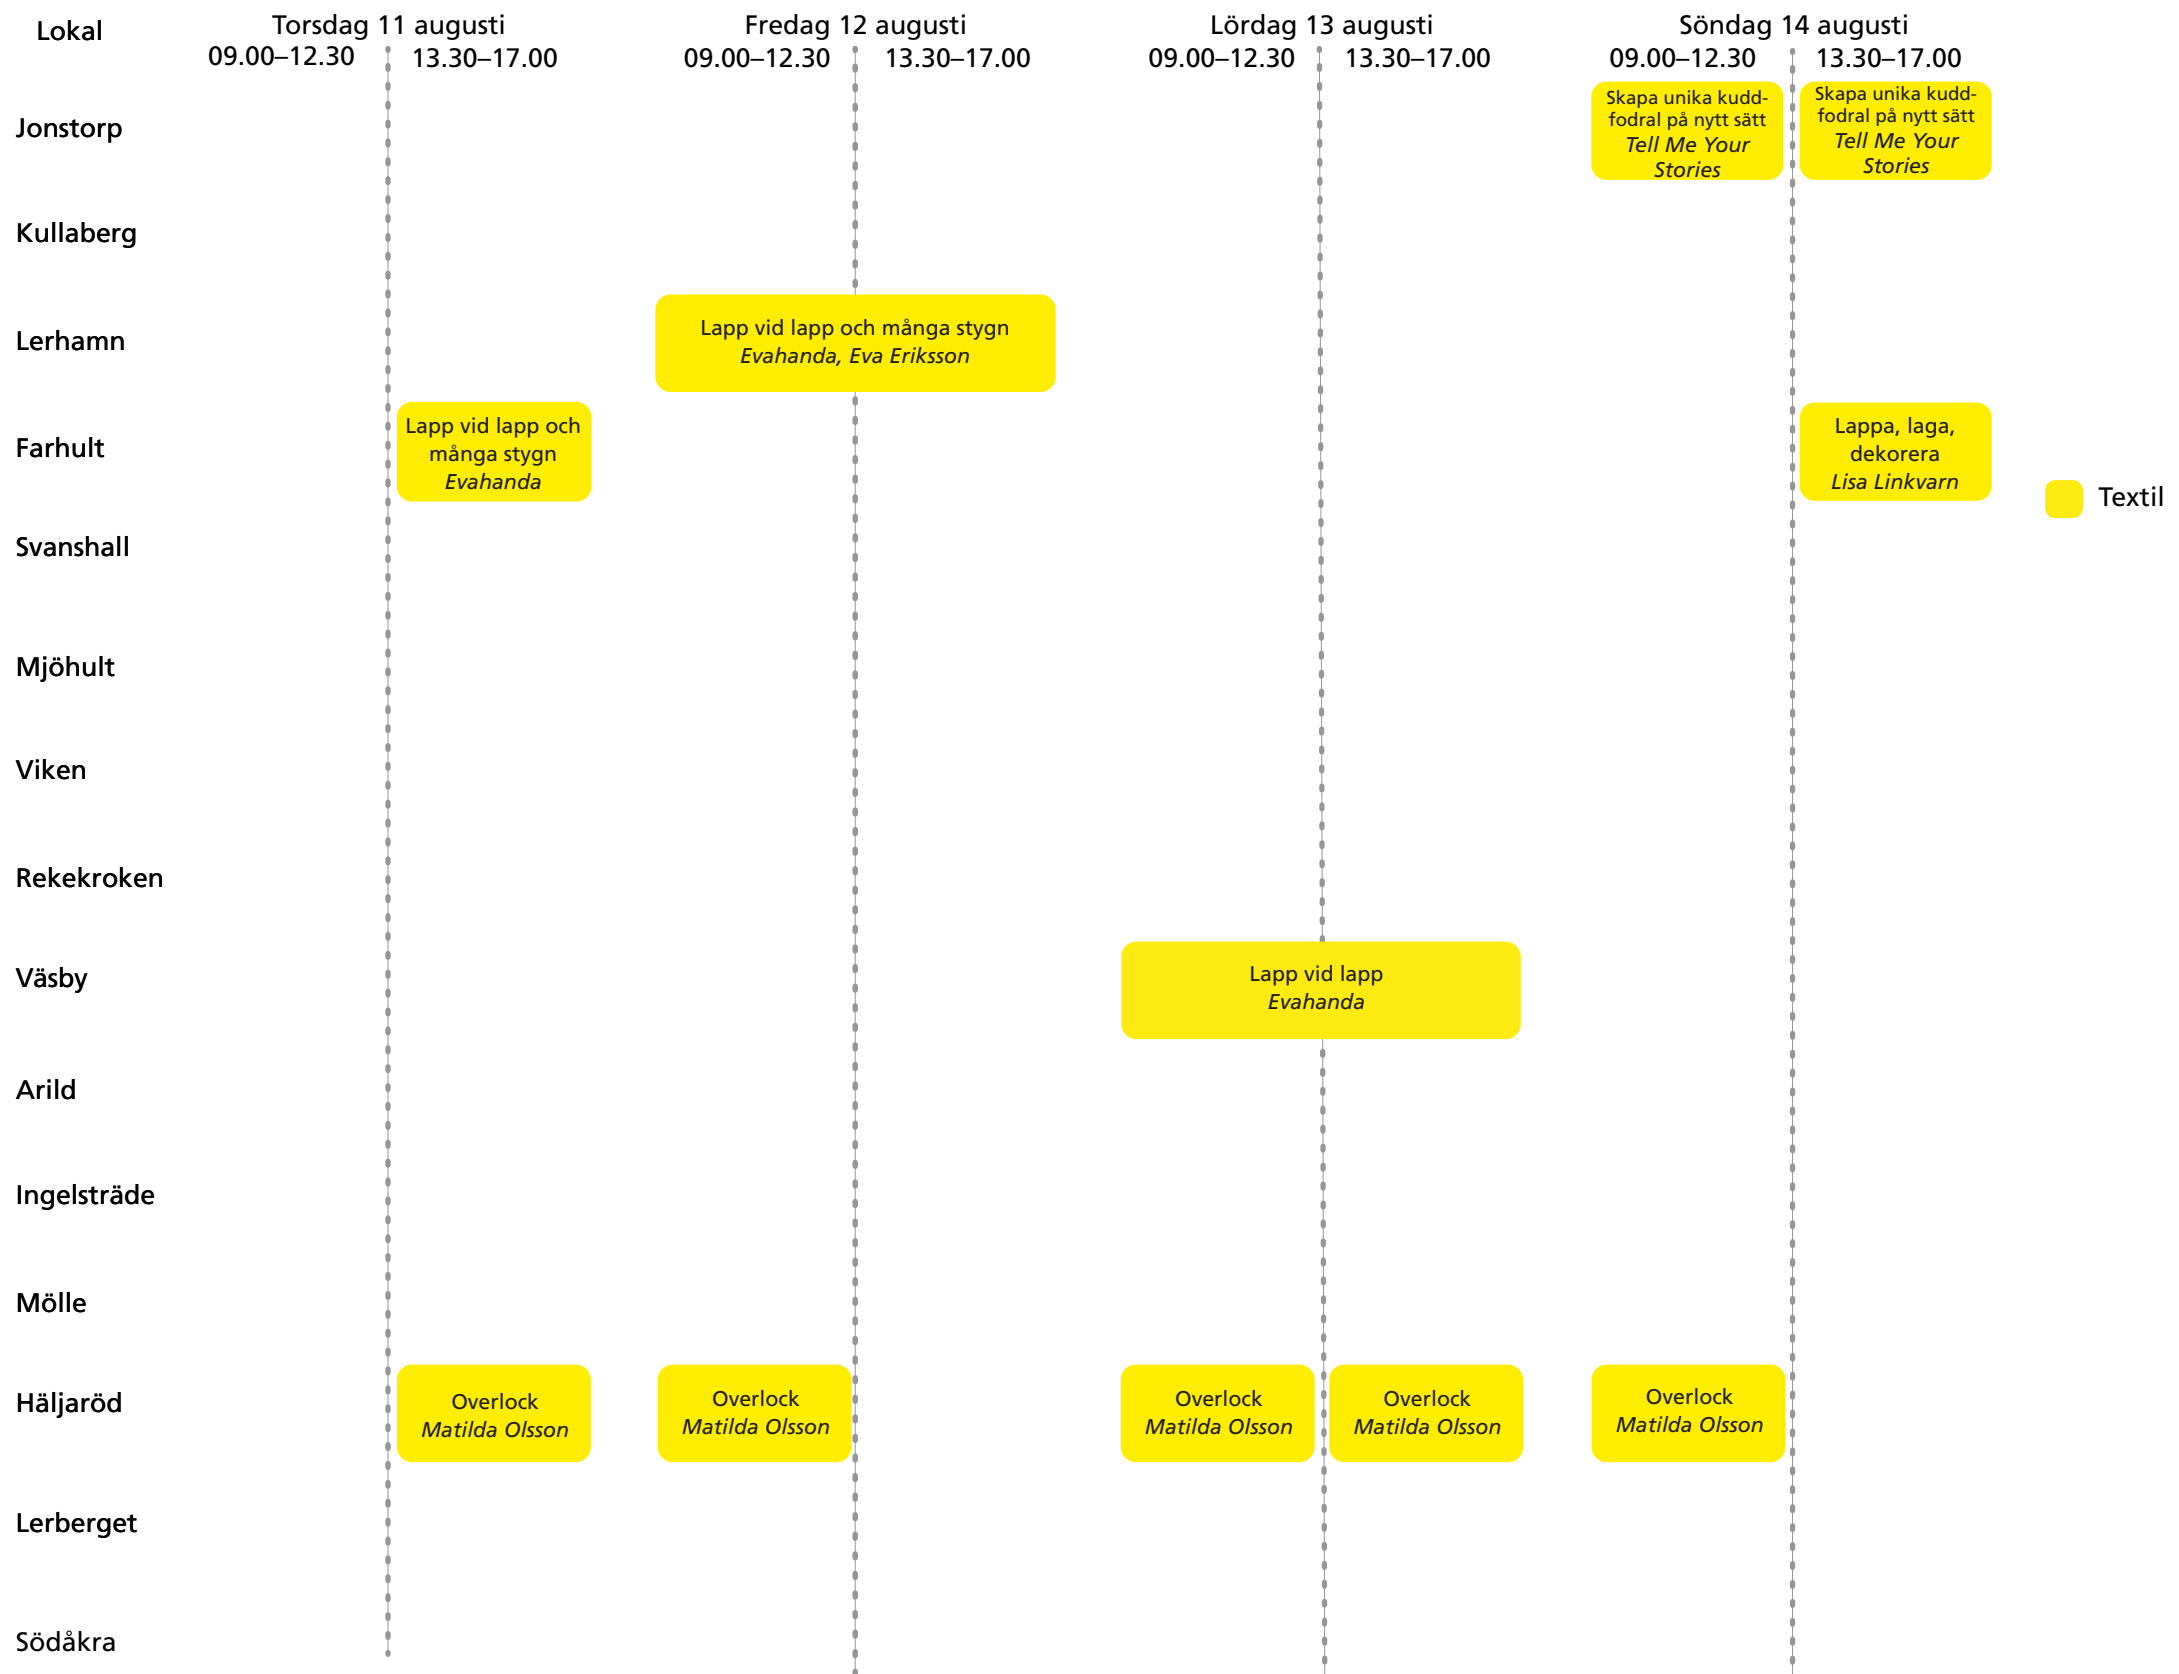 Lokal
Torsdag 11 augusti
09.00–12.30
13.30–17.00
Fredag 12 augusti
09.00–12.30
13.30–17.00
Lördag 13 augusti
09.00–12.30
13.30–17.00
Söndag 14 augusti
09.00–12.30
13.30–17.00
Jonstorp
Skapa unika kudd-
fodral på nytt sätt
Tell Me Your
Stories
Skapa unika kudd-
fodral på nytt sätt
Tell Me Your
Stories
Kullaberg
Lerhamn
Lapp vid lapp och många stygn
Evahanda, Eva Eriksson
Farhult
Lapp vid lapp och
många stygn
Evahanda
Lappa, laga,
dekorera
Lisa Linkvarn
Textil
Svanshall
Mjöhult
Viken
Rekekroken
Väsby
Lapp vid lapp
Evahanda
Arild
Ingelsträde
Mölle
Häljaröd
Overlock
Matilda Olsson
Overlock
Matilda Olsson
Overlock
Matilda Olsson
Overlock
Matilda Olsson
Overlock
Matilda Olsson
Lerberget
Södåkra